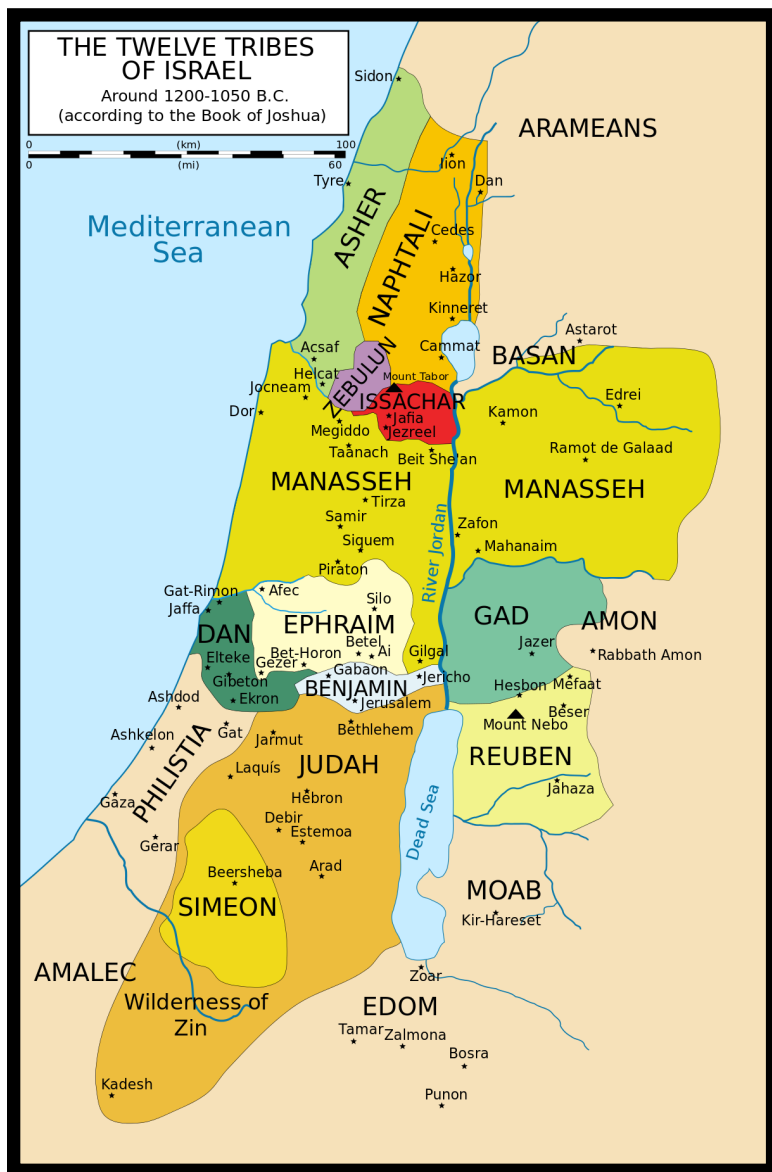 THE TWELVE TRIBES
OF ISRAEL
Around 1200-1050 B.C.
(according to the Book of Joshua)
(km)
0
100
0
60
(mi)
Sidon
ARAMEANS
Iion
Tyre
Dan
ASHER
NAPHTALI
Mediterranean
Sea
Cedes
Hazor
Kinneret
Astarot
Acsaf
Cammat
BASAN
ZEBULUN
Helcat
Mount Tabor
Jocneam
ISSACHAR
Edrei
Dor
Jafia
Kamon
Megiddo
Jezreel
Taanach
Beit She'an
Ramot de Galaad
MANASSEH
MANASSEH
Tirza
Samir
Zafon
River Jordan
Siquem
Mahanaim
Piraton
Gat-Rimon
Afec
Jaffa
Silo
GAD
AMON
DAN
EPHRAIM
Betel
Jazer
Elteke
Bet-Horon
Ai
Gilgal
Rabbath Amon
Gezer
Gabaon
Gibeton
Jericho
Mefaat
BENJAMIN
Hesbon
Ashdod
Ekron
Jerusalem
Beser
Mount Nebo
Ashkelon
Gat
Bethlehem
Jarmut
REUBEN
PHILISTIA
JUDAH
Laquís
Jahaza
Gaza
Hebron
Dead Sea
Debir
Estemoa
Gerar
Arad
Beersheba
MOAB
SIMEON
Kir-Hareset
AMALEC
Zoar
Wilderness of
Zin
EDOM
Tamar
Zalmona
Bosra
Kadesh
Punon